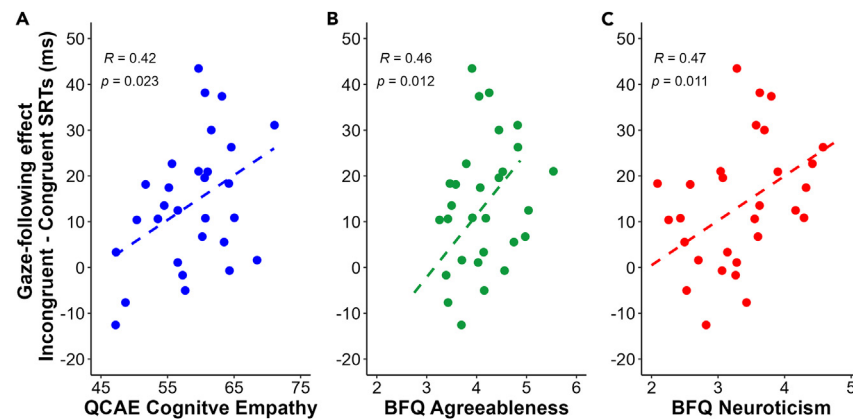 A
B
C
Gaze-following effect
Incongruent - Congruent SRTs (ms)
R = 0.42
p = 0.023
50
40
30
20
10
0
-10
-20
45 55 65 75
QCAE Cognitve Empathy
R = 0.46
p = 0.012
50
40
30
20
10
0
-10
-20
2 3 4 5 6
BFQ Agreeableness
R = 0.47
p = 0.011
50
40
30
20
10
0
-10
-20
2 3 4 5
BFQ Neuroticism